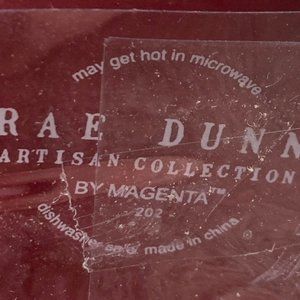 may get hot in microwave
RAE DUNN
ARTISAN COLLECTION
BY MAGENTA™
202
dishwasher safe. made in china